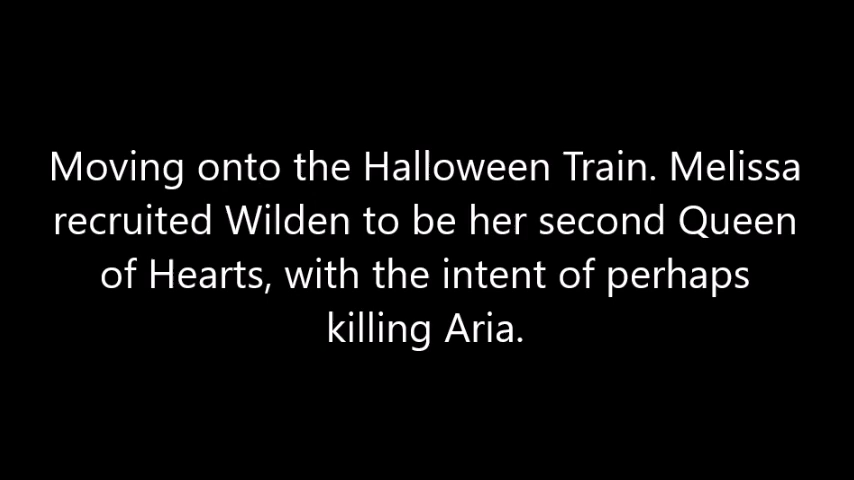 Moving onto the Halloween Train. Melissa
recruited Wilden to be her second Queen
of Hearts, with the intent of perhaps
killing Aria.